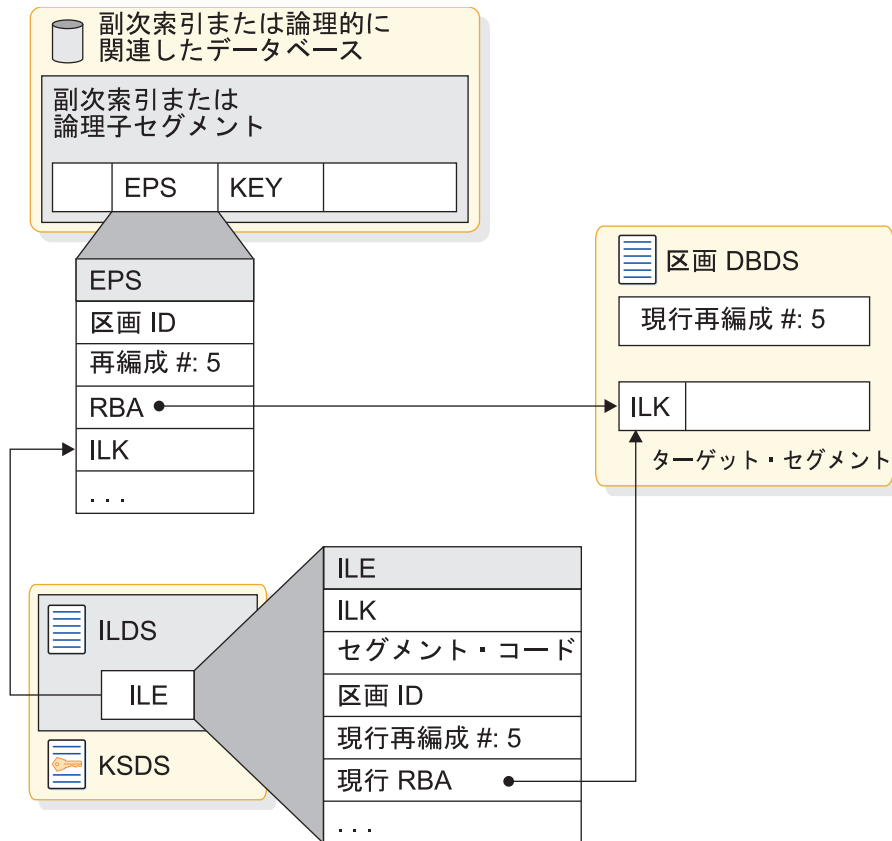 副次索引または論理的に
関連したデータベース
副次索引または
論理子セグメント
EPS KEY
EPS
区画 ID
再編成 #: 5
RBA
ILK
. . .
区画 DBDS
現行再編成 #: 5
ILK
ターゲット・セグメント
ILDS
ILE
KSDS
ILE
ILK
セグメント・コード
区画 ID
現行再編成 #: 5
現行 RBA
. . .